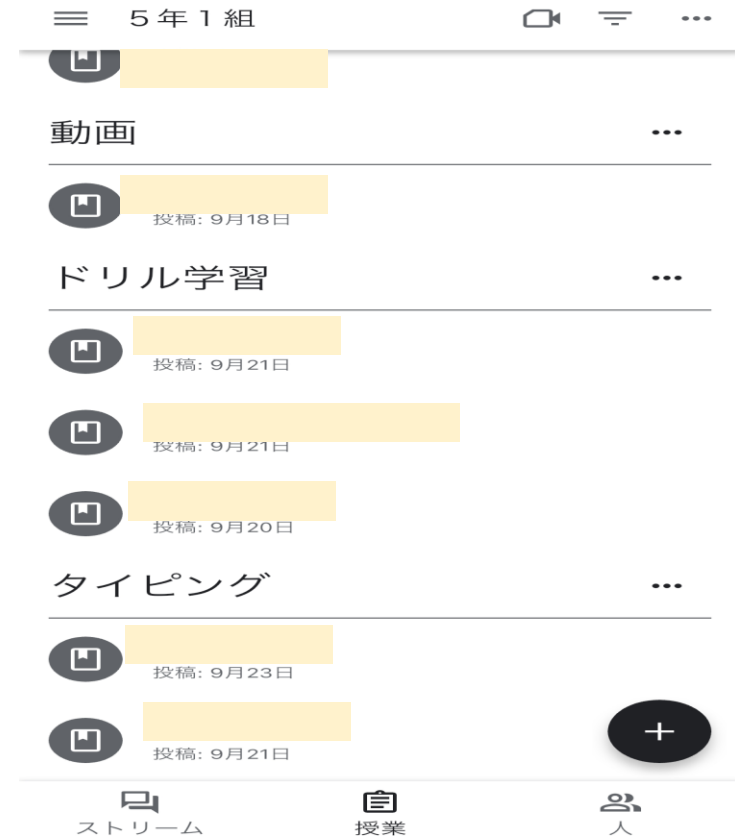 5年1組
動画
投稿: 9月18日
ドリル学習
投稿: 9月21日
投稿: 9月21日
投稿: 9月20日
タイピング
投稿: 9月23日
投稿: 9月21日
ストリーム
授業
人